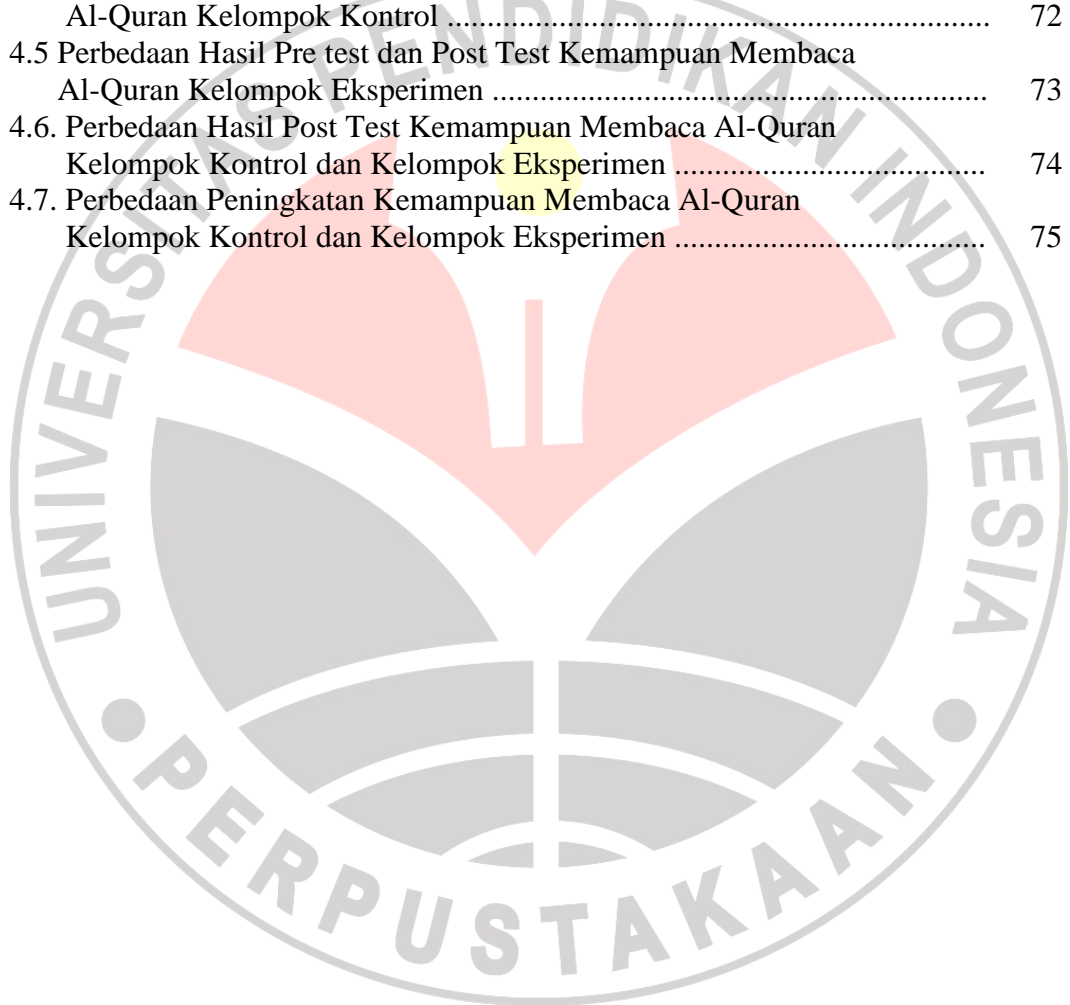 Al-Quran Kelompok Kontrol ..................................................................... 72
4.5 Perbedaan Hasil Pre test dan Post Test Kemampuan Membaca
Al-Quran Kelompok Eksperimen ............................................................... 73
4.6. Perbedaan Hasil Post Test Kemampuan Membaca Al-Quran
Kelompok Kontrol dan Kelompok Eksperimen ........................................ 74
4.7. Perbedaan Peningkatan Kemampuan Membaca Al-Quran
Kelompok Kontrol dan Kelompok Eksperimen ........................................ 75
UNIVERSITAS PENDIDIKAN INDONESIA
PERPUSTAKAAN